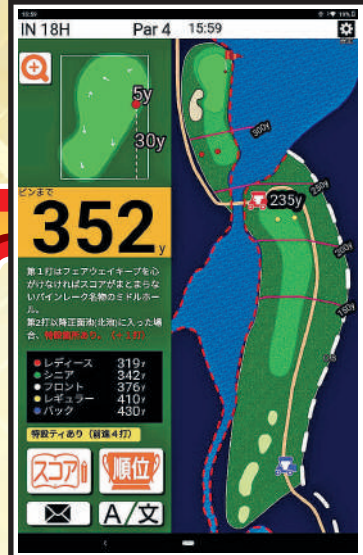 15:59
IN 18H Par 4 15:59
5y
30y
ピンまで
352y
第1打はフェアウェイキープを心
がけなければスコアがまとまらな
いパインレーク名物のミドルホー
ル。
第2打以降正面池(北池)に入った場
合、特設箇所あり。
レディース 319y
シニア 342y
フロント 376y
レギュラー 410y
バック 430y
特設ティあり(前進4打)
スコア
順位
A/文
300y
235y
250y
200y
150y